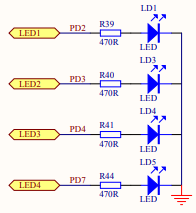 LD1
R39
LED1 PD2
470R LED
LD3
R40
LED2 PD3
470R LED
LD4
R41
LED3 PD4
470R LED
LD5
R44
LED4 PD7
470R LED